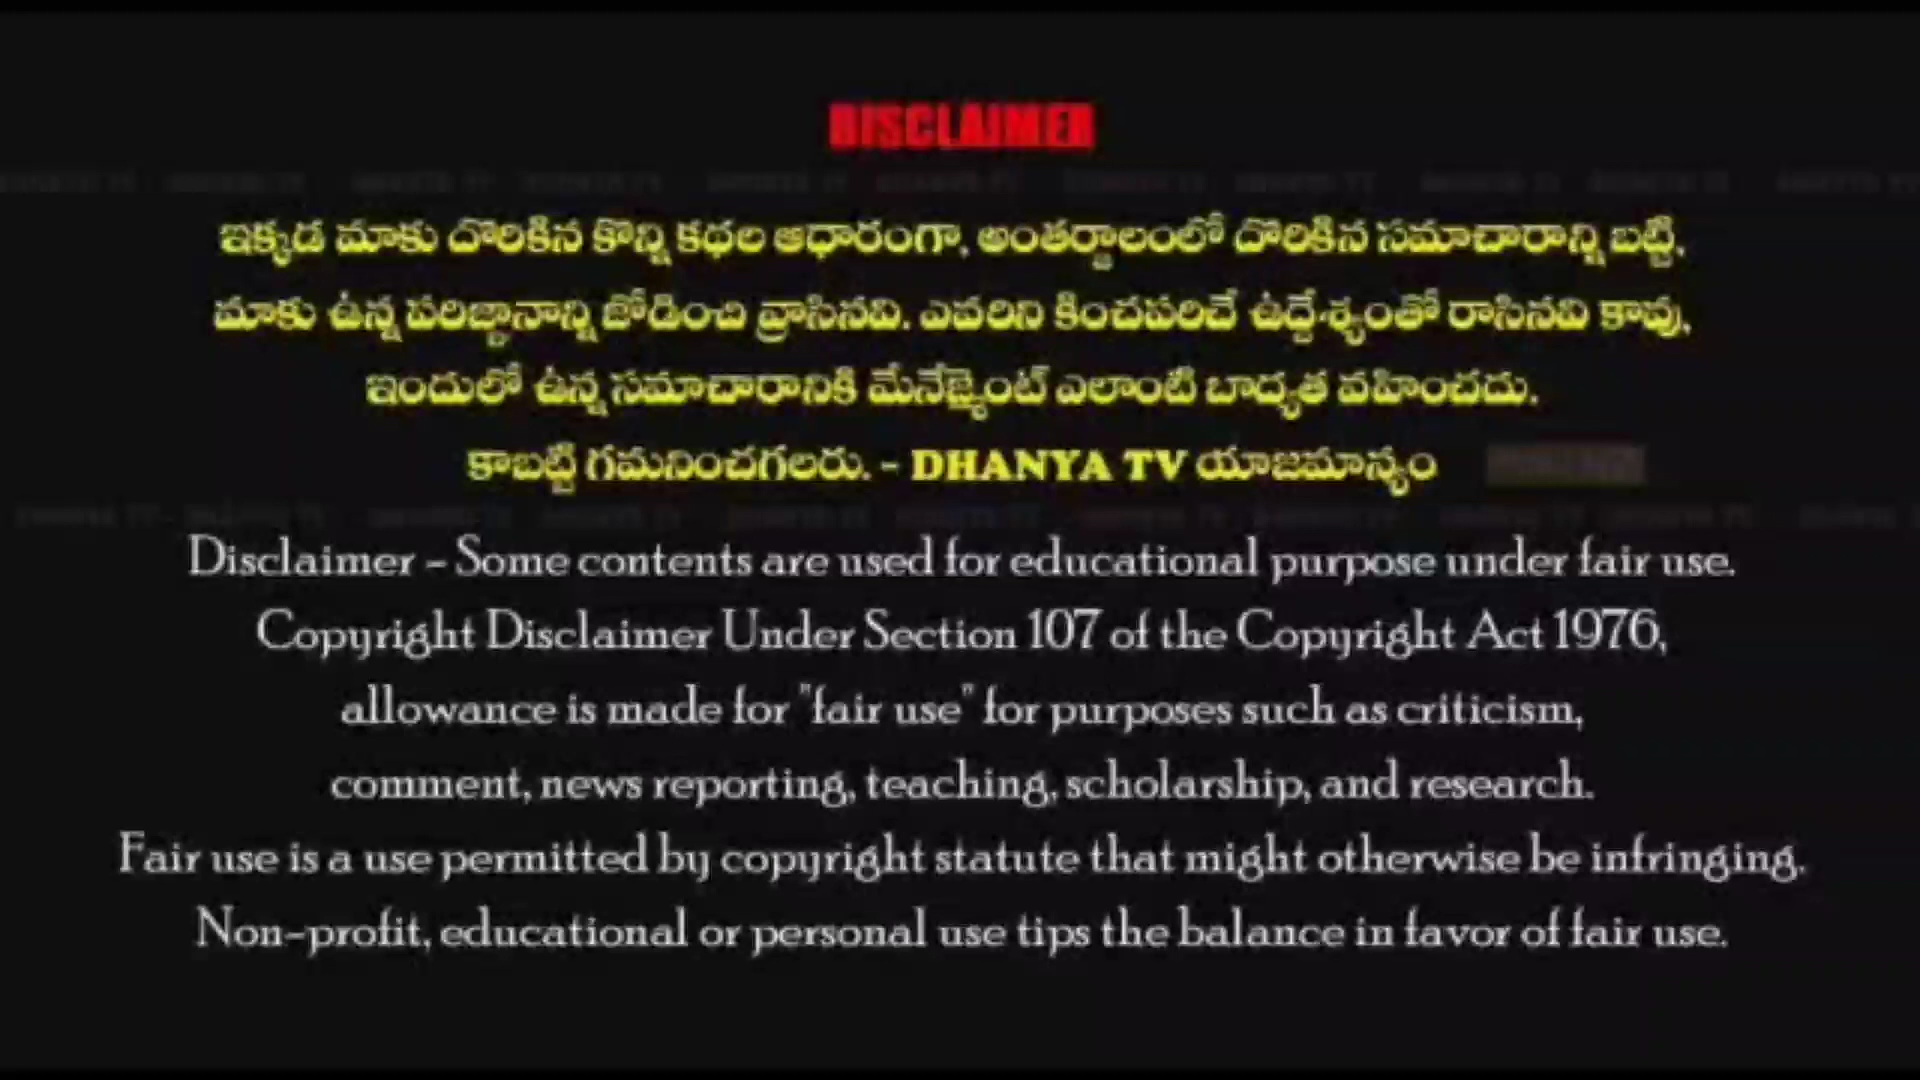 DISCLAIMER
ఇక్కడ మాకు దొరికిన కొన్ని కథల ఆధారంగా, అంతర్జాలంలో దొరికిన సమాచారాన్ని బట్టి,
మాకు ఉన్న పరిజ్ఞానాన్ని జోడించి వ్రాసినవి. ఎవరిని కించపరిచే ఉద్దేశ్యంతో రాసినవి కావు,
ఇందులో ఉన్న సమాచారానికి మేనేజ్మెంట్ ఎలాంటి బాద్యత వహించదు.
కాబట్టి గమనించగలరు. - DHANYA TV యాజమాన్యం
Disclaimer - Some contents are used for educational purpose under fair use.
Copyright Disclaimer Under Section 107 of the Copyright Act 1976,
allowance is made for "fair use" for purposes such as criticism,
comment, news reporting, teaching, scholarship, and research.
Fair use is a use permitted by copyright statute that might otherwise be infringing.
Non-profit, educational or personal use tips the balance in favor of fair use.